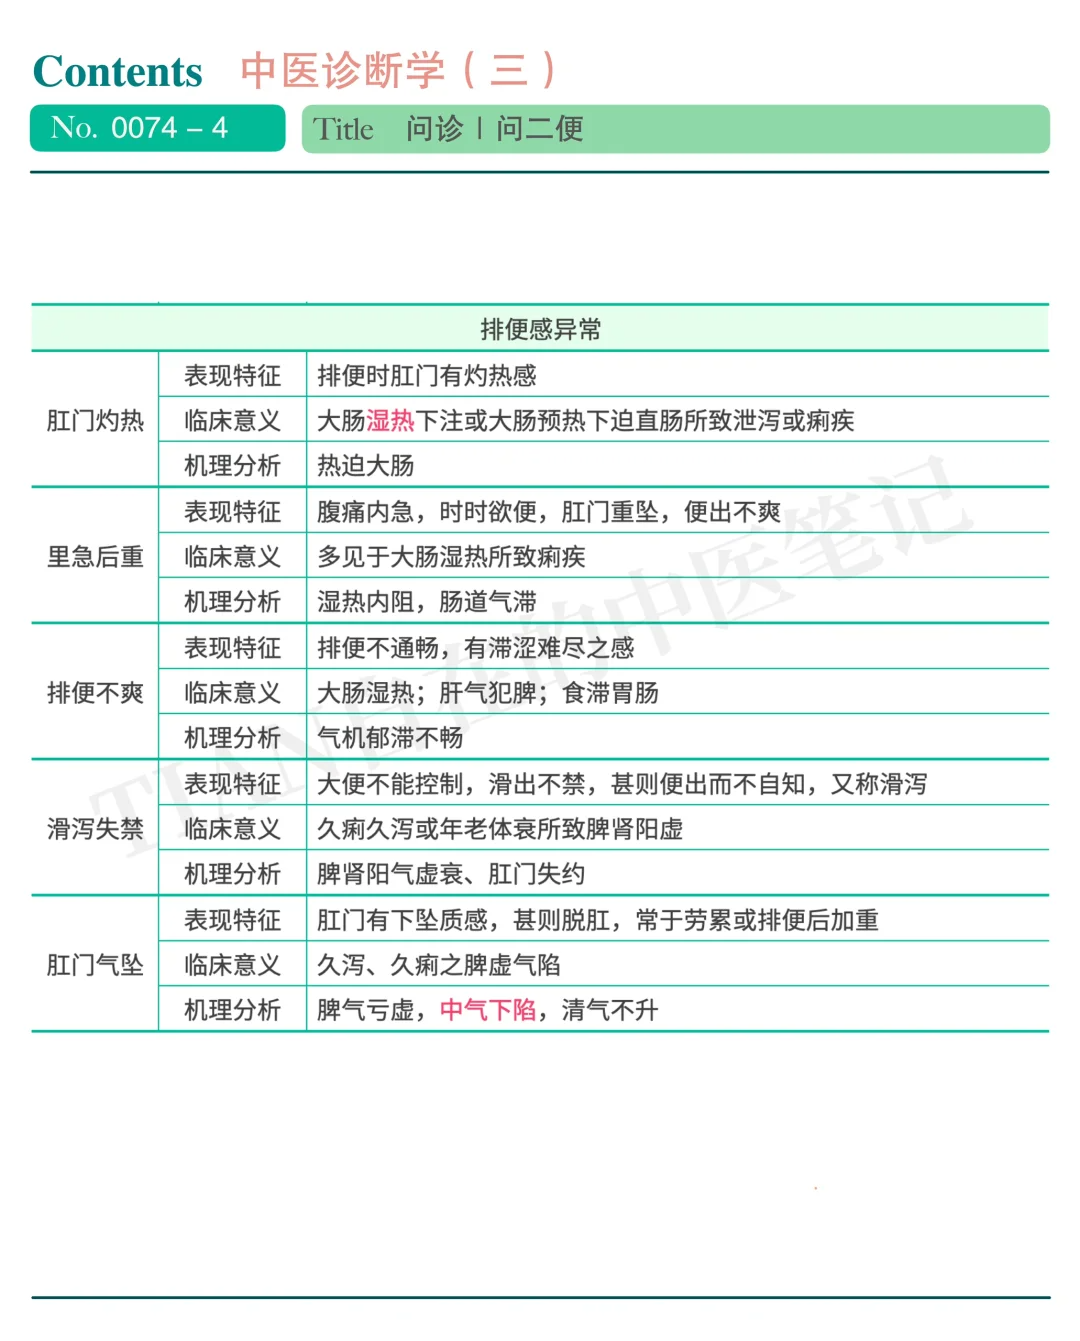 Contents 中医诊断学（三）
No. 0074 – 4
Title 问诊 | 问二便
排便感异常
肛门灼热
表现特征 排便时肛门有灼热感
临床意义 大肠湿热下注或大肠预热下迫直肠所致泄泻或痢疾
机理分析 热迫大肠
里急后重
表现特征 腹痛内急，时时欲便，肛门重坠，便出不爽
临床意义 多见于大肠湿热所致痢疾
机理分析 湿热内阻，肠道气滞
排便不爽
表现特征 排便不通畅，有滞涩难尽之感
临床意义 大肠湿热；肝气犯脾；食滞胃肠
机理分析 气机郁滞不畅
滑泻失禁
表现特征 大便不能控制，滑出不禁，甚则便出而不自知，又称滑泻
临床意义 久痢久泻或年老体衰所致脾肾阳虚
机理分析 脾肾阳气虚衰、肛门失约
肛门气坠
表现特征 肛门有下坠质感，甚则脱肛，常于劳累或排便后加重
临床意义 久泻、久痢之脾虚气陷
机理分析 脾气亏虚，中气下陷，清气不升
TIAN自在的中医笔记